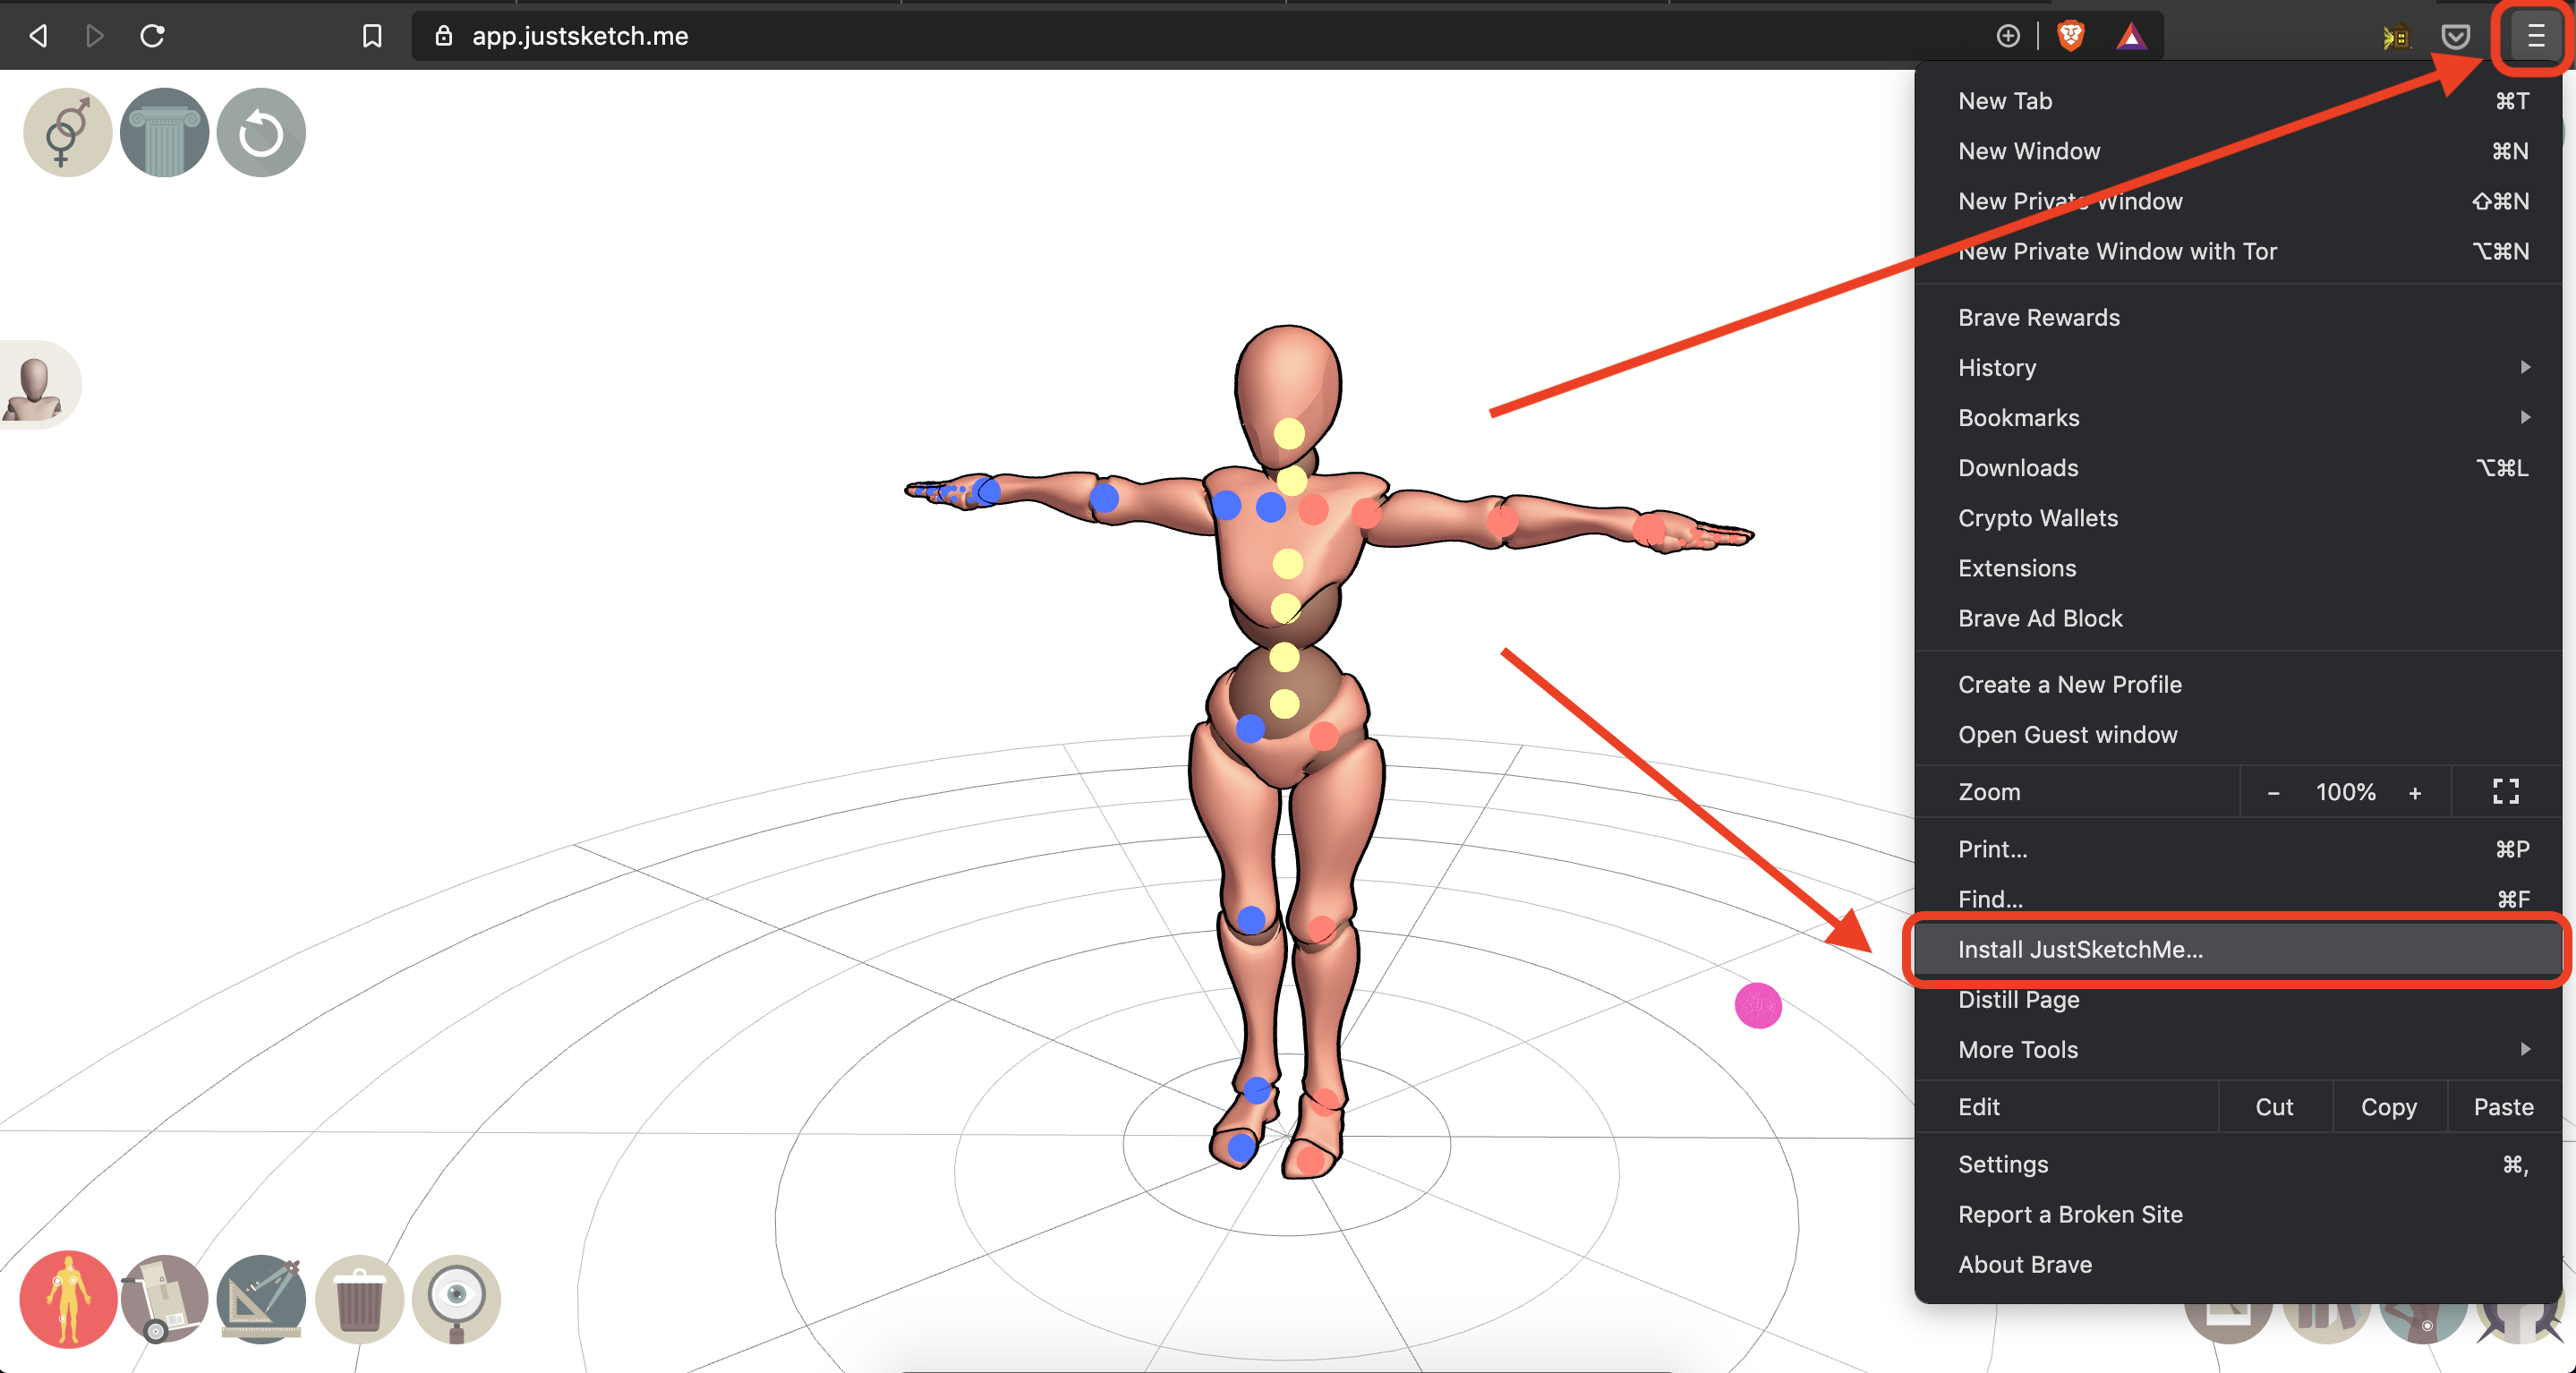 app.justsketch.me
New Tab ⌘T
New Window ⌘N
New Private Window ⇧⌘N
New Private Window with Tor ⌥⌘N
Brave Rewards
History
Bookmarks
Downloads ⌥⌘L
Crypto Wallets
Extensions
Brave Ad Block
Create a New Profile
Open Guest window
Zoom − 100% +
Print... ⌘P
Find... ⌘F
Install JustSketchMe...
Distill Page
More Tools
Edit Cut Copy Paste
Settings ⌘,
Report a Broken Site
About Brave